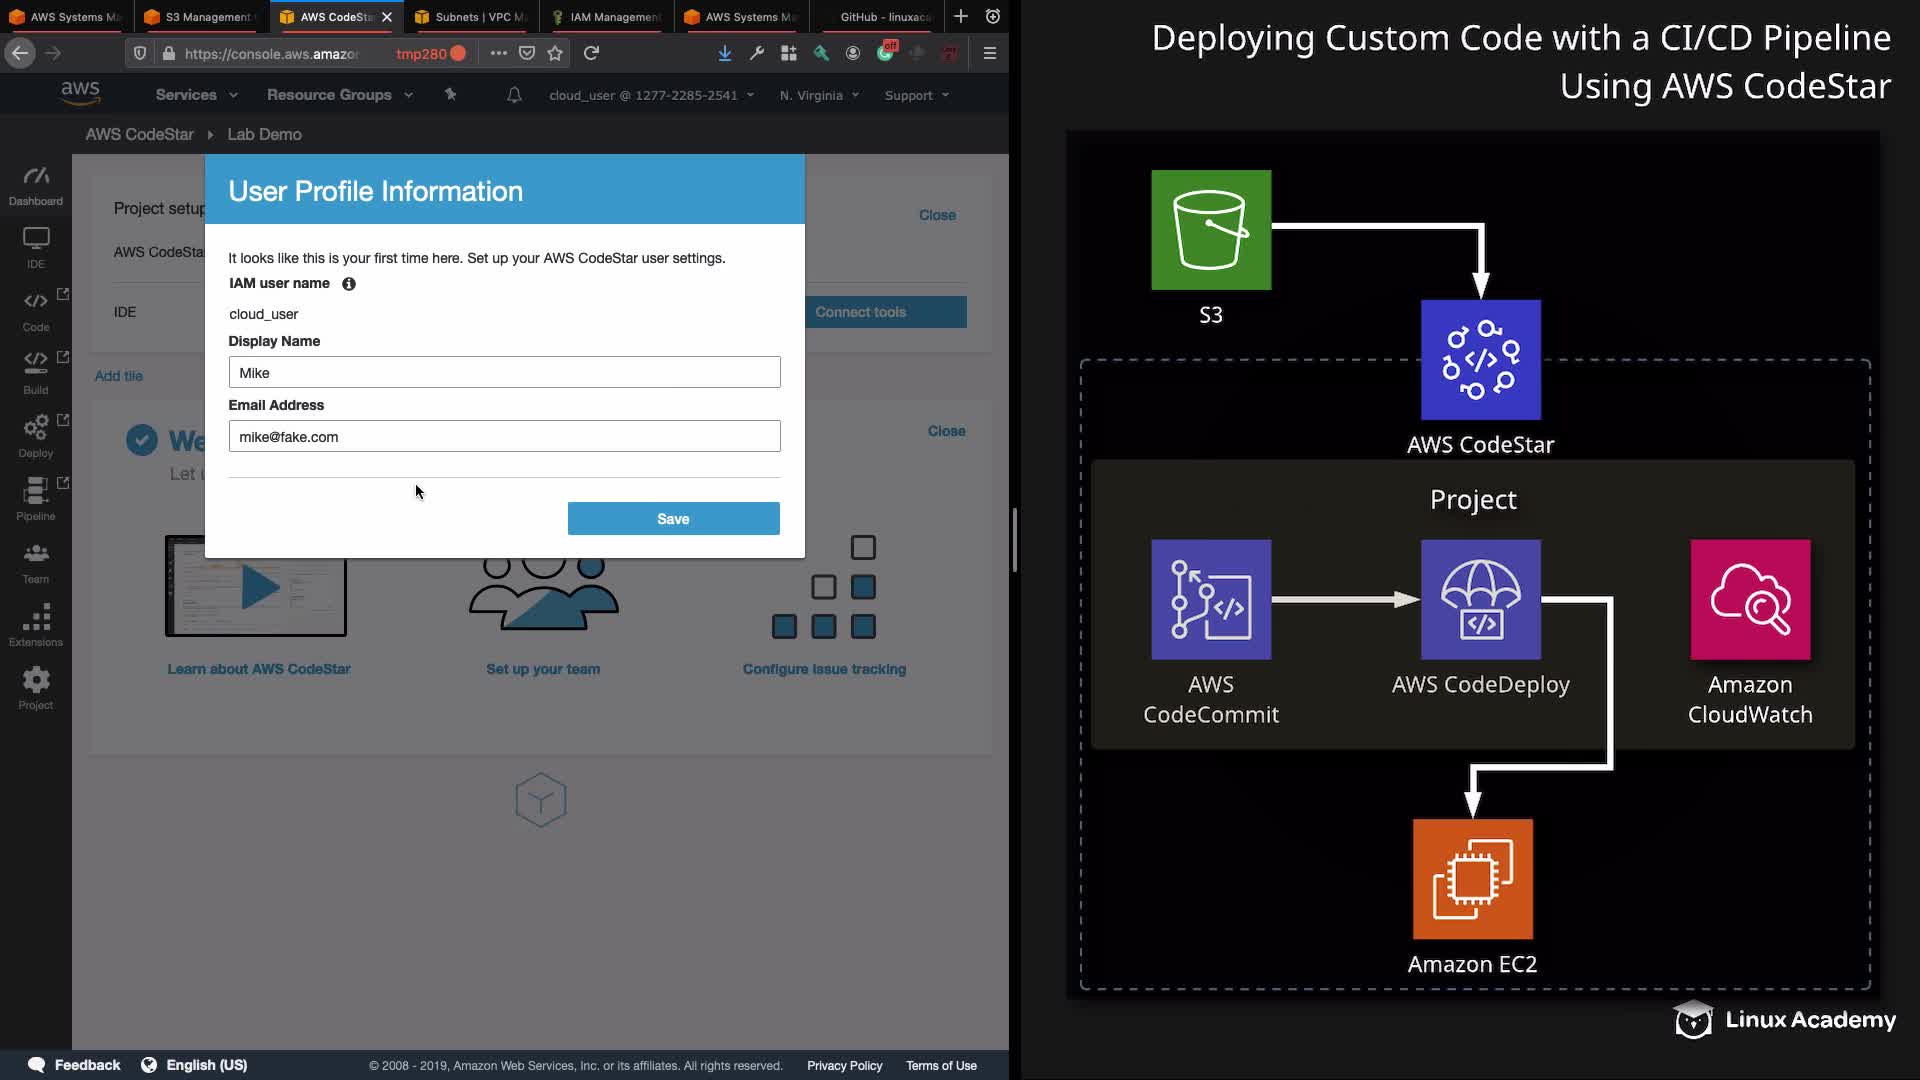 AWS Systems Ma
S3 Management
AWS CodeSta
Subnets | VPC M
IAM Management
AWS Systems Ma
GitHub - linuxaca
https://console.aws.amazon
tmp280
off
aws
Services
Resource Groups
cloud_user @ 1277-2285-2541
N. Virginia
Support
AWS CodeStar
Lab Demo
Dashboard
IDE
Code
Build
Deploy
Pipeline
Team
Extensions
Project
Project setup
Close
AWS CodeStar
IDE
Connect tools
Add tile
We
Let u
Close
User Profile Information
It looks like this is your first time here. Set up your AWS CodeStar user settings.
IAM user name
cloud_user
Display Name
Mike
Email Address
mike@fake.com
Save
Learn about AWS CodeStar
Set up your team
Configure issue tracking
Feedback
English (US)
© 2008 - 2019, Amazon Web Services, Inc. or its affiliates. All rights reserved.
Privacy Policy
Terms of Use
Deploying Custom Code with a CI/CD Pipeline
Using AWS CodeStar
S3
AWS CodeStar
Project
AWS
CodeCommit
AWS CodeDeploy
Amazon
CloudWatch
Amazon EC2
Linux Academy